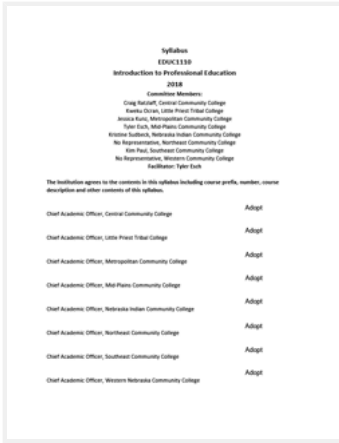 Syllabus
EDUC1110
Introduction to Professional Education
2018
Committee Members:
Craig Ratzlaff, Central Community College
Kweku Ocran, Little Priest Tribal College
Jessica Kunz, Metropolitan Community College
Tyler Esch, Mid-Plains Community College
Kristine Sudbeck, Nebraska Indian Community College
No Representative, Northeast Community College
Kim Paul, Southeast Community College
No Representative, Western Community College
Facilitator: Tyler Esch
The institution agrees to the contents in this syllabus including course prefix, number, course
description and other contents of this syllabus.
Adopt
Chief Academic Officer, Central Community College
Adopt
Chief Academic Officer, Little Priest Tribal College
Adopt
Chief Academic Officer, Metropolitan Community College
Adopt
Chief Academic Officer, Mid-Plains Community College
Adopt
Chief Academic Officer, Nebraska Indian Community College
Adopt
Chief Academic Officer, Northeast Community College
Adopt
Chief Academic Officer, Southeast Community College
Adopt
Chief Academic Officer, Western Nebraska Community College